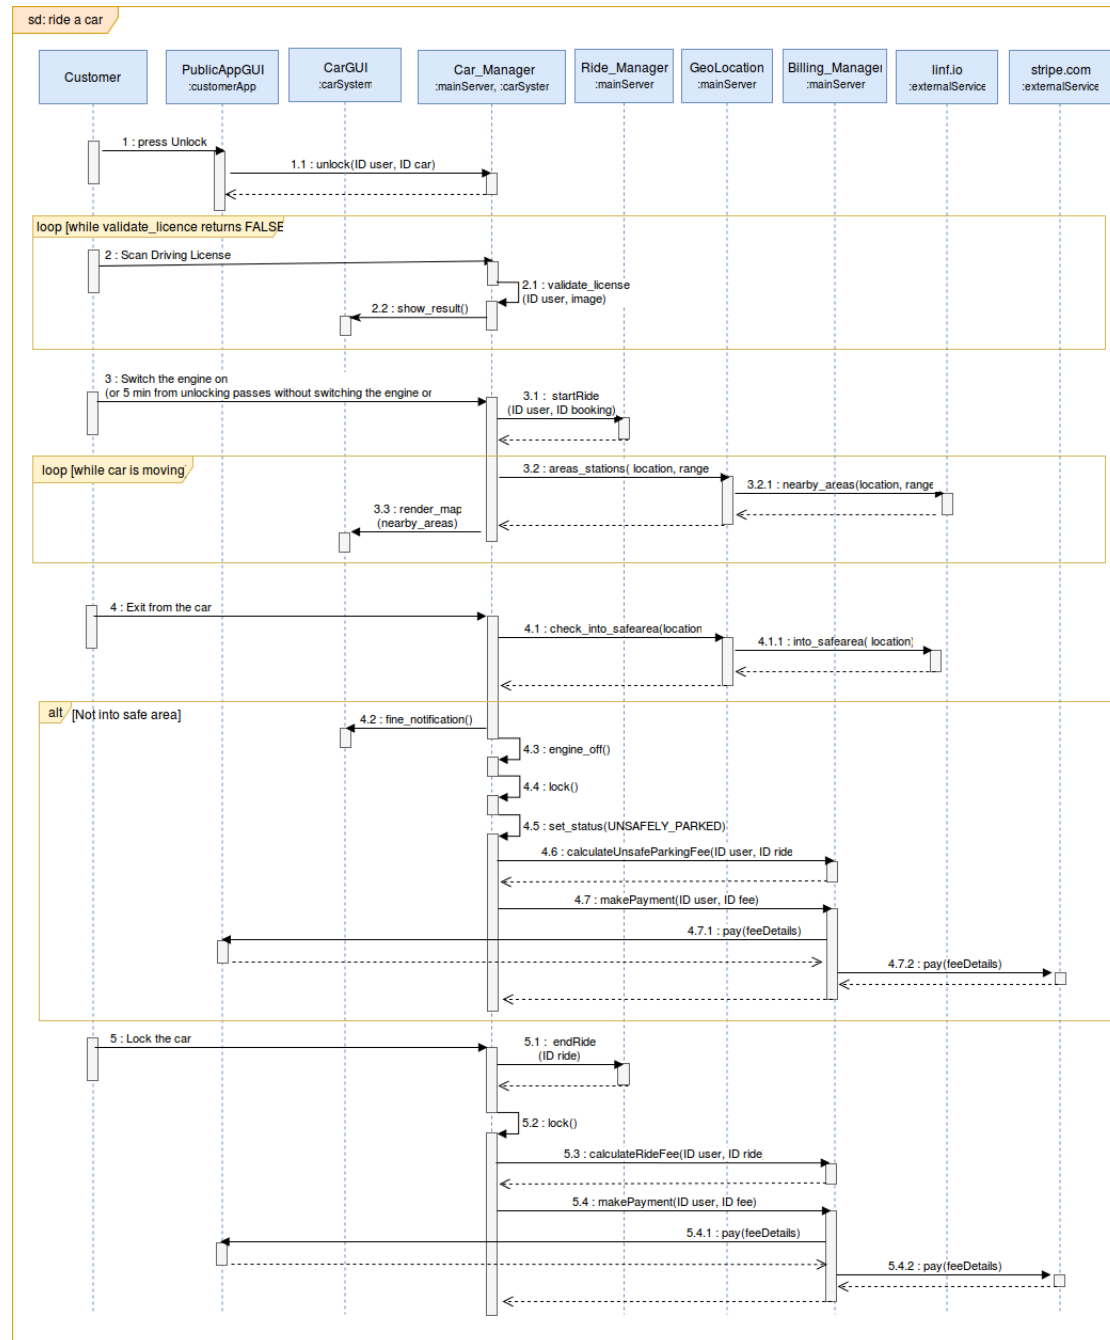 sd: ride a car
Customer
PublicAppGUI
:customerApp
CarGUI
:carSystem
Car_Manager
:mainServer, :carSyster
Ride_Manager
:mainServer
GeoLocation
:mainServer
Billing_Manager
:mainServer
linf.io
:externalService
stripe.com
:externalService
1 : press Unlock
1.1 : unlock(ID user, ID car)
loop [while validate_licence returns FALSE
2 : Scan Driving License
2.1 : validate_license
(ID user, image)
2.2 : show_result()
3 : Switch the engine on
(or 5 min from unlocking passes without switching the engine or
3.1 : startRide
(ID user, ID booking)
loop [while car is moving]
3.2 : areas_stations( location, range
3.2.1 : nearby_areas(location, range
3.3 : render_map
(nearby_areas)
4 : Exit from the car
4.1 : check_into_safearea(location
4.1.1 : into_safearea( location)
alt
[Not into safe area]
4.2 : fine_notification()
4.3 : engine_off()
4.4 : lock()
4.5 : set_status(UNSAFELY_PARKED)
4.6 : calculateUnsafeParkingFee(ID user, ID ride
4.7 : makePayment(ID user, ID fee)
4.7.1 : pay(feeDetails)
4.7.2 : pay(feeDetails)
5 : Lock the car
5.1 : endRide
(ID ride)
5.2 : lock()
5.3 : calculateRideFee(ID user, ID ride
5.4 : makePayment(ID user, ID fee)
5.4.1 : pay(feeDetails)
5.4.2 : pay(feeDetails)